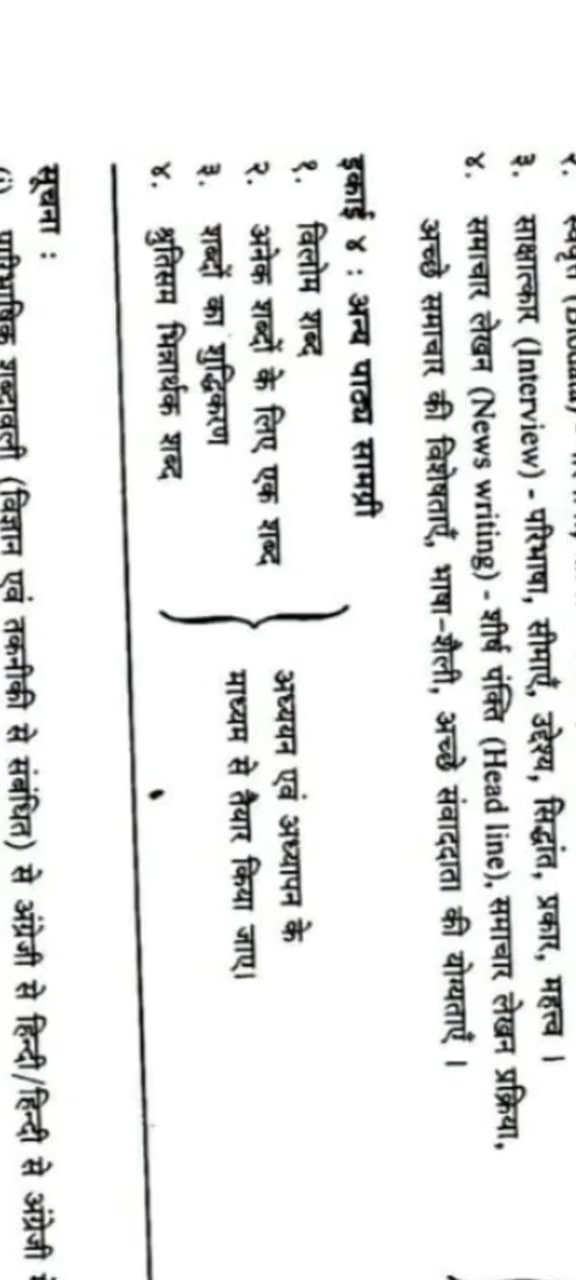 ३. साक्षात्कार (Interview) - परिभाषा, सीमाएँ, उद्देश्य, सिद्धांत, प्रकार, महत्त्व ।
४. समाचार लेखन (News writing) - शीर्ष पंक्ति (Head line), समाचार लेखन प्रक्रिया,
अच्छे समाचार की विशेषताएँ, भाषा-शैली, अच्छे संवाददाता की योग्यताएँ ।
इकाई ४ : अन्य पाठ्य सामग्री
१. विलोम शब्द
२. अनेक शब्दों के लिए एक शब्द
३. शब्दों का शुद्धिकरण
४. श्रुतिसम भिन्नार्थक शब्द
अध्ययन एवं अध्यापन के
माध्यम से तैयार किया जाए।
सूचना :
(i) पारिभाषिक शब्दावली (विज्ञान एवं तकनीकी से संबंधित) से अंग्रेजी से हिन्दी/हिन्दी से अंग्रेजी में